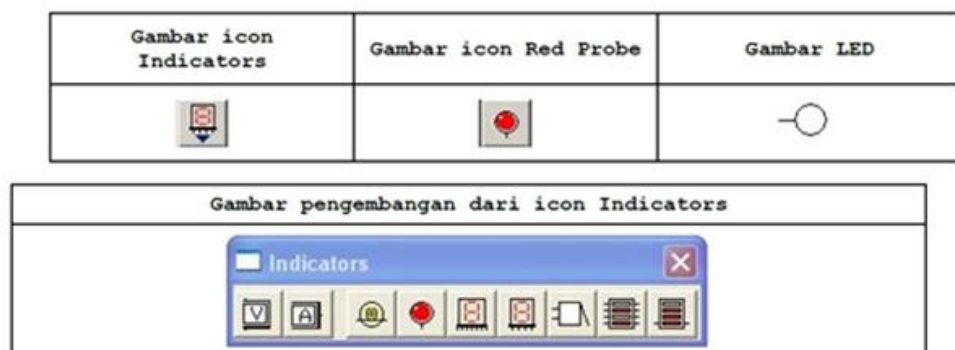 Gambar icon
Indicators
Gambar icon Red Probe
Gambar LED
Gambar pengembangan dari icon Indicators
Indicators
V
A